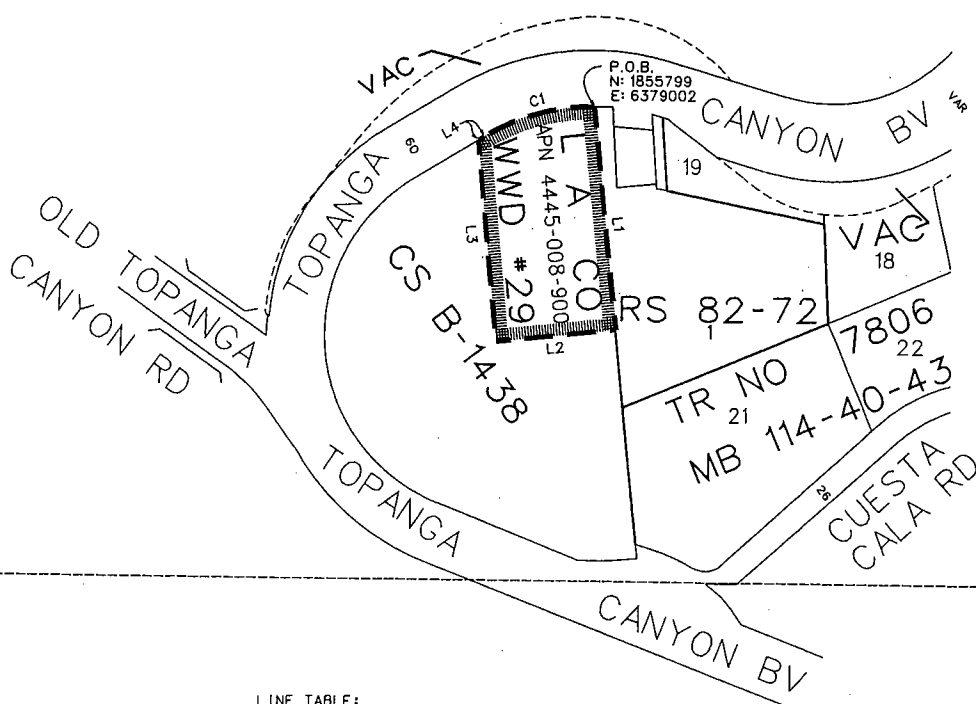 VAC
P.O.B.
N: 1855799
E: 6379002
C1
L4
60
TOPANGA
CANYON BV
VAR
19
L A CO
APN 4445-008-900
WWD #29
L1
L3
L2
OLD TOPANGA
CANYON RD
CS B-1438
VAC
18
RS 82-72
1
7806
22
TR NO
21
MB 114-40-43
TOPANGA
26
CUESTA
CALA RD
CANYON BV
LINE TABLE: